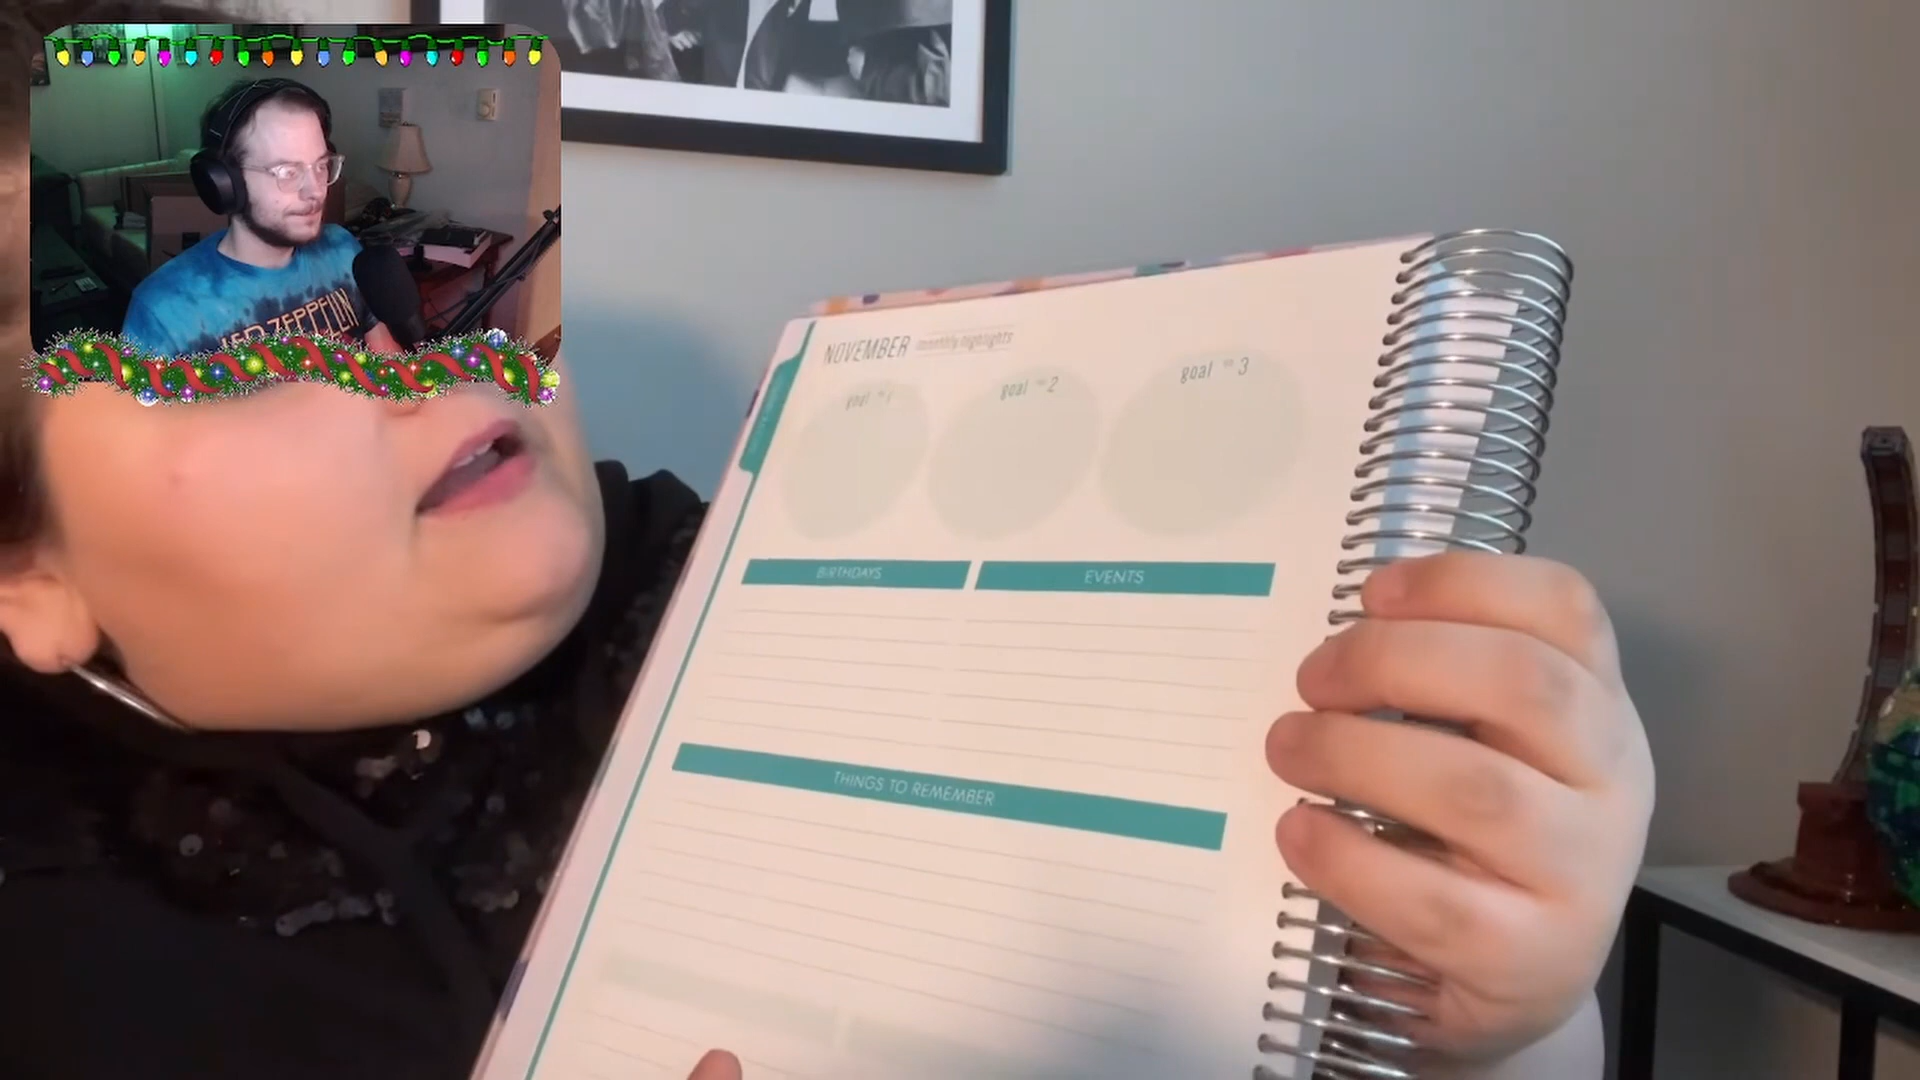 LED ZEPPELIN
NOVEMBER monthly highlights
goal #1
goal #2
goal #3
BIRTHDAYS
EVENTS
THINGS TO REMEMBER